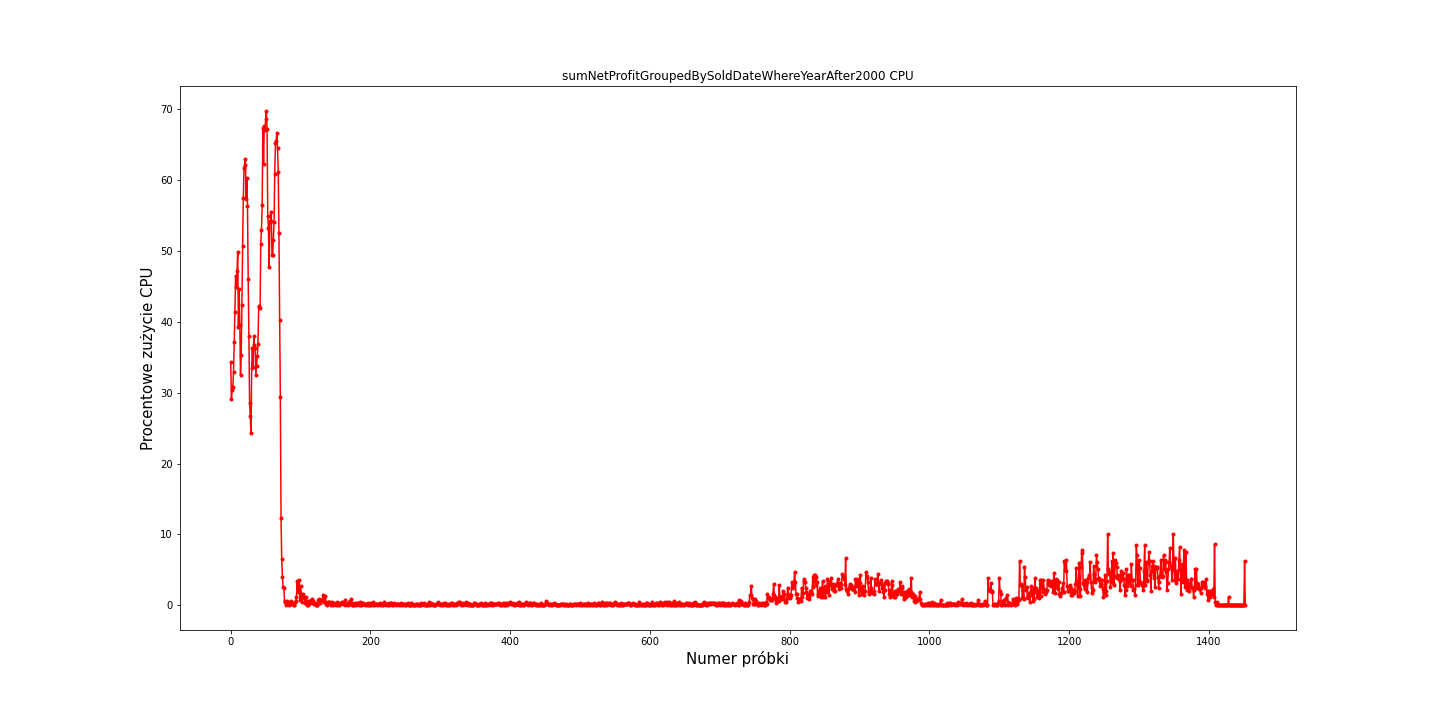 sumNetProfitGroupedBySoldDateWhereYearAfter2000 CPU
70
60
50
40
30
20
10
0
Procentowe zużycie CPU
0 200 400 600 800 1000 1200 1400
Numer próbki